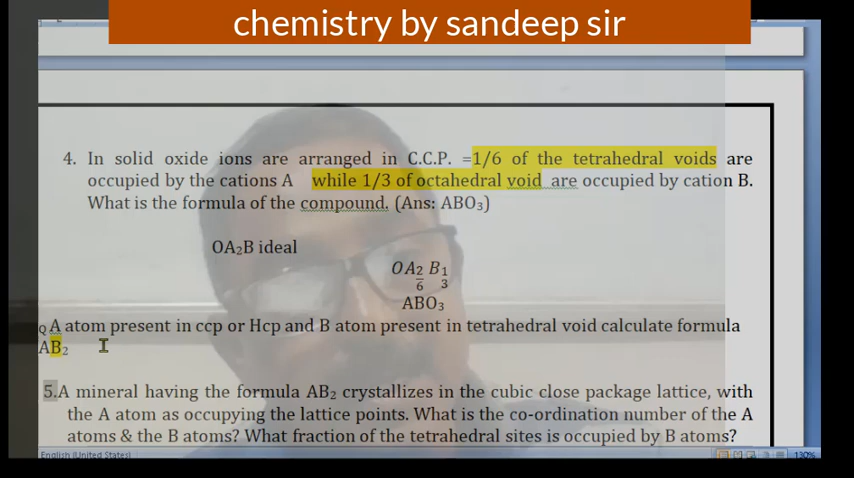 chemistry by sandeep sir
4. In solid oxide ions are arranged in C.C.P. =1/6 of the tetrahedral voids are
occupied by the cations A while 1/3 of octahedral void are occupied by cation B.
What is the formula of the compound. (Ans: ABO₃)
OA₂B ideal
OA2/6 B1/3
ABO₃
Q A atom present in ccp or Hcp and B atom present in tetrahedral void calculate formula
AB₂
5.A mineral having the formula AB₂ crystallizes in the cubic close package lattice, with
the A atom as occupying the lattice points. What is the co-ordination number of the A
atoms & the B atoms? What fraction of the tetrahedral sites is occupied by B atoms?
English (United States) 130%